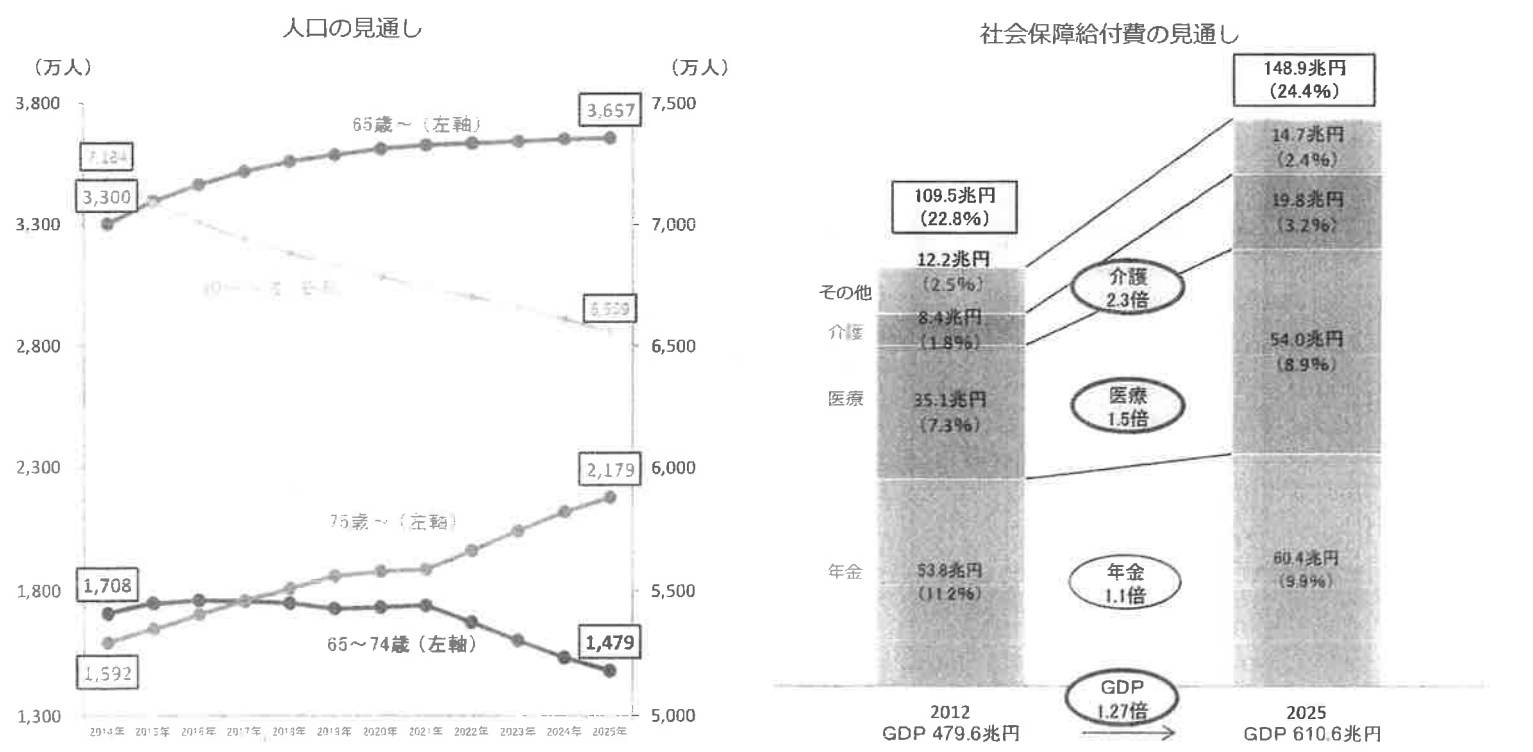 人口の見通し
（万人）
（万人）
3,800
3,300
2,800
2,300
1,800
1,300
7,500
7,000
6,500
6,000
5,500
5,000
65歳～（左軸）
3,657
7,184
3,300
2,179
75歳～（左軸）
1,708
1,592
65～74歳（左軸）
1,479
2014年 2015年 2016年 2017年 2018年 2019年 2020年 2021年 2022年 2023年 2024年 2025年
社会保障給付費の見通し
148.9兆円
（24.4%）
14.7兆円
（2.4%）
19.8兆円
（3.2%）
54.0兆円
（8.9%）
60.4兆円
（9.9%）
109.5兆円
（22.8%）
12.2兆円
（2.5%）
8.4兆円
（1.8%）
35.1兆円
（7.3%）
53.8兆円
（11.2%）
その他
介護
医療
年金
介護
2.3倍
医療
1.5倍
年金
1.1倍
GDP
1.27倍
2012
GDP 479.6兆円
2025
GDP 610.6兆円